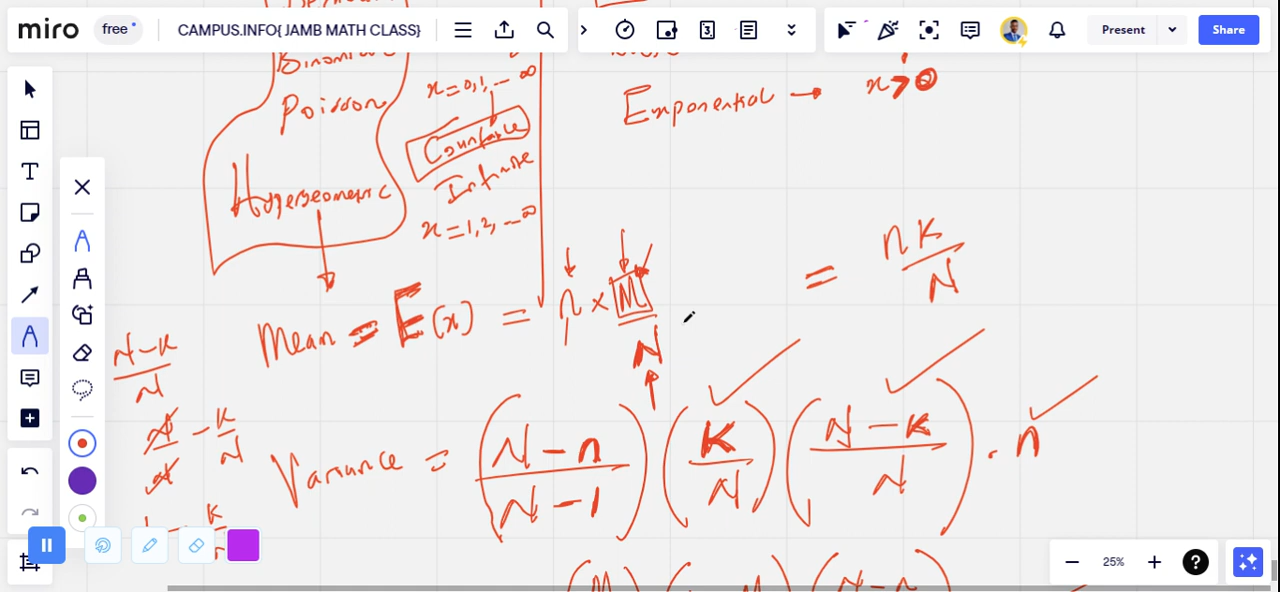 miro free CAMPUS.INFO{ JAMB MATH CLASS} Present Share
Binomial
Poisson
Hypergeometric
x=0,1, --- ∞
Countable
Infinite
x=1,2, --- ∞
Exponential →
x > 0
Mean = E(x) = n × M/N = nK/N
N-K/N
N/N - K/N
Variance = (N-n/N-1) (K/N) (N-K/N) . n
25%